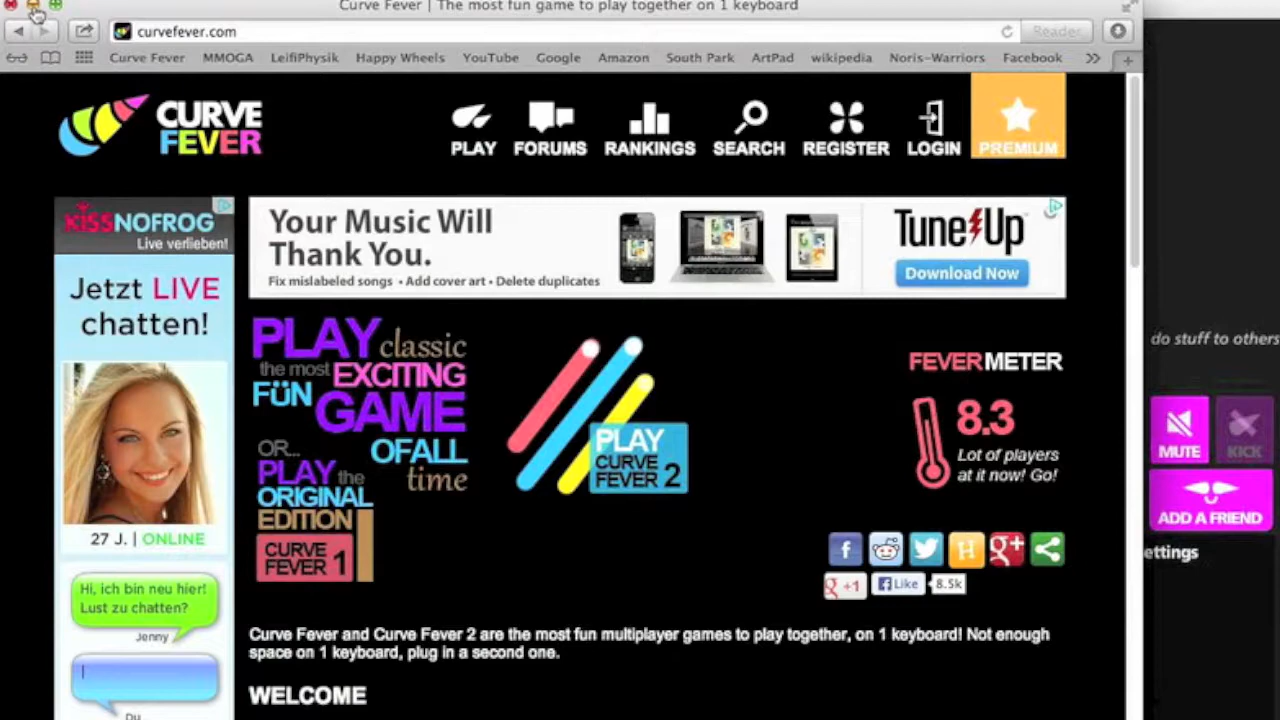 Curve Fever | The most fun game to play together on 1 keyboard
curvefever.com
Reader
Curve Fever MMOGA LeifiPhysik Happy Wheels YouTube Google Amazon South Park ArtPad wikipedia Noris-Warriors Facebook
CURVE
FEVER
PLAY FORUMS RANKINGS SEARCH REGISTER LOGIN PREMIUM
KISSNOFROG
Live verlieben!
Jetzt LIVE
chatten!
27 J. | ONLINE
Hi, ich bin neu hier!
Lust zu chatten?
Jenny
Du
Your Music Will
Thank You.
Fix mislabeled songs • Add cover art • Delete duplicates
TuneUp
Download Now
PLAY classic
the most EXCITING
FÜN GAME
OR... OFALL
PLAY the time
ORIGINAL
EDITION
CURVE
FEVER 1
PLAY
CURVE
FEVER 2
FEVERMETER
8.3
Lot of players
at it now! Go!
g +1
Like
8.5k
Curve Fever and Curve Fever 2 are the most fun multiplayer games to play together, on 1 keyboard! Not enough
space on 1 keyboard, plug in a second one.
WELCOME
do stuff to others
MUTE
KICK
ADD A FRIEND
ettings